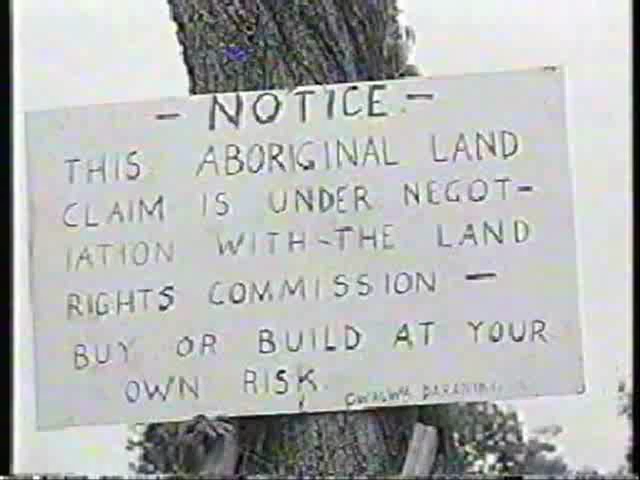 - NOTICE -
THIS ABORIGINAL LAND
CLAIM IS UNDER NEGOT-
IATION WITH-THE LAND
RIGHTS COMMISSION -
BUY OR BUILD AT YOUR
OWN RISK.